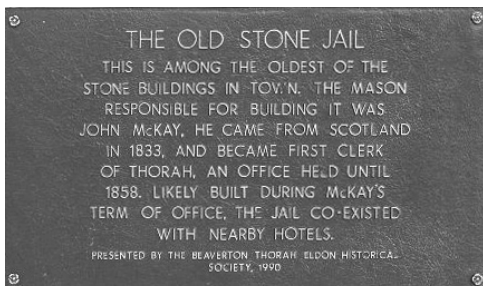 THE OLD STONE JAIL
THIS IS AMONG THE OLDEST OF THE
STONE BUILDINGS IN TOWN. THE MASON
RESPONSIBLE FOR BUILDING IT WAS
JOHN McKAY, HE CAME FROM SCOTLAND
IN 1833, AND BECAME FIRST CLERK
OF THORAH, AN OFFICE HELD UNTIL
1858. LIKELY BUILT DURING McKAY'S
TERM OF OFFICE, THE JAIL CO-EXISTED
WITH NEARBY HOTELS.
PRESENTED BY THE BEAVERTON THORAH ELDON HISTORICAL
SOCIETY, 1990